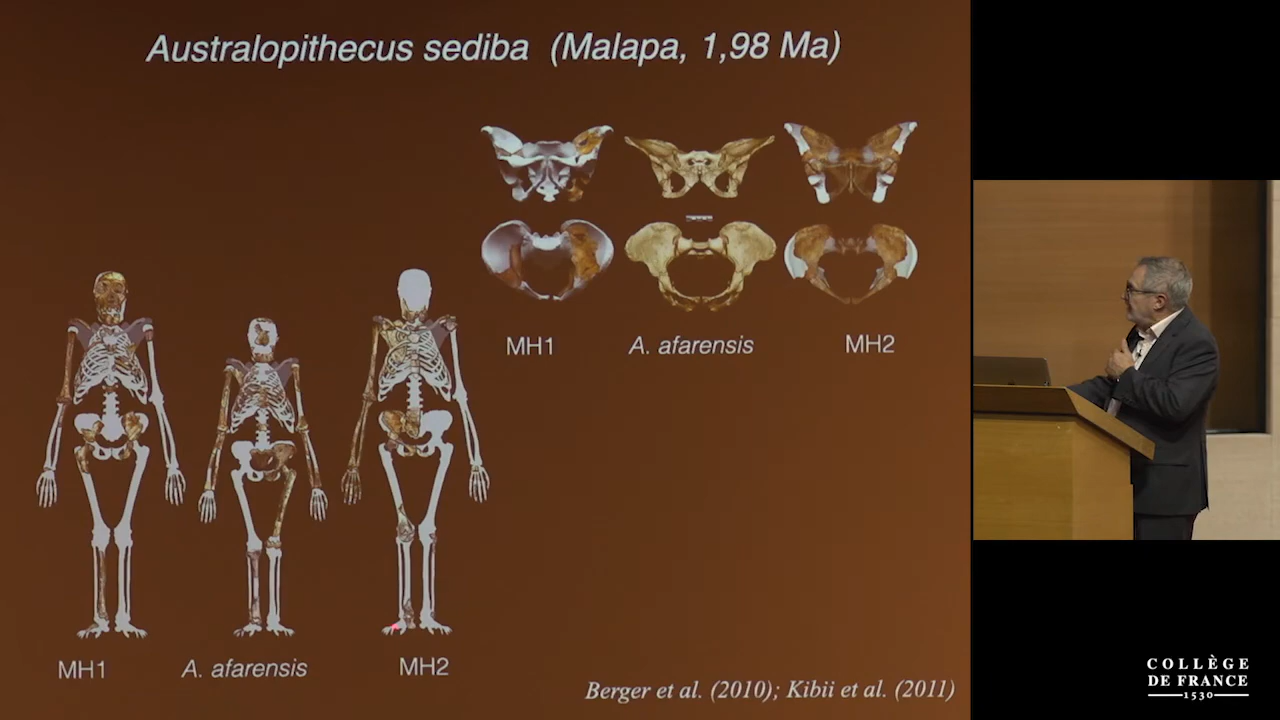 Australopithecus sediba (Malapa, 1,98 Ma)
MH1
A. afarensis
MH2
MH1
A. afarensis
MH2
Berger et al. (2010); Kibii et al. (2011)
COLLÈGE
DE FRANCE
1530